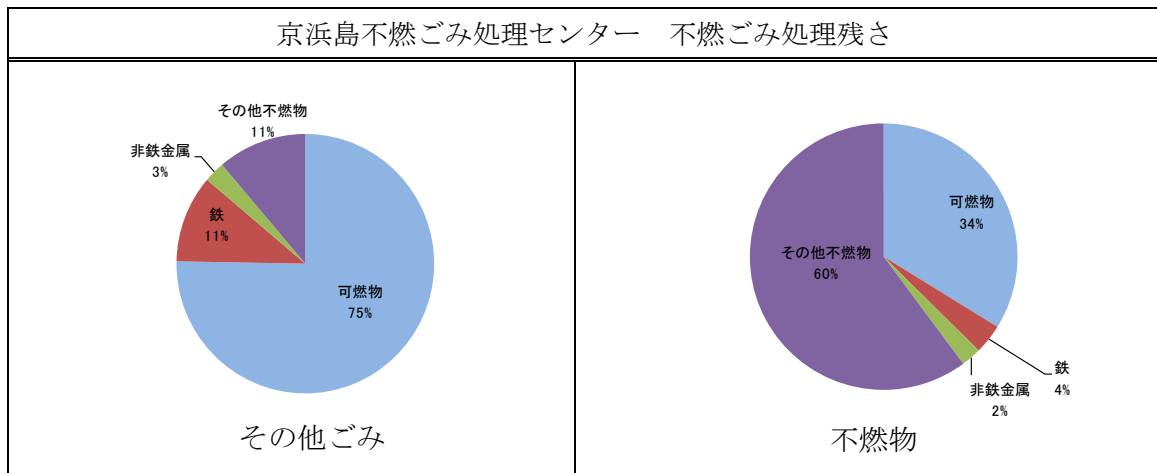 京浜島不燃ごみ処理センター　不燃ごみ処理残さ
その他不燃物
11%
非鉄金属
3%
鉄
11%
可燃物
75%
その他ごみ
可燃物
34%
その他不燃物
60%
鉄
4%
非鉄金属
2%
不燃物